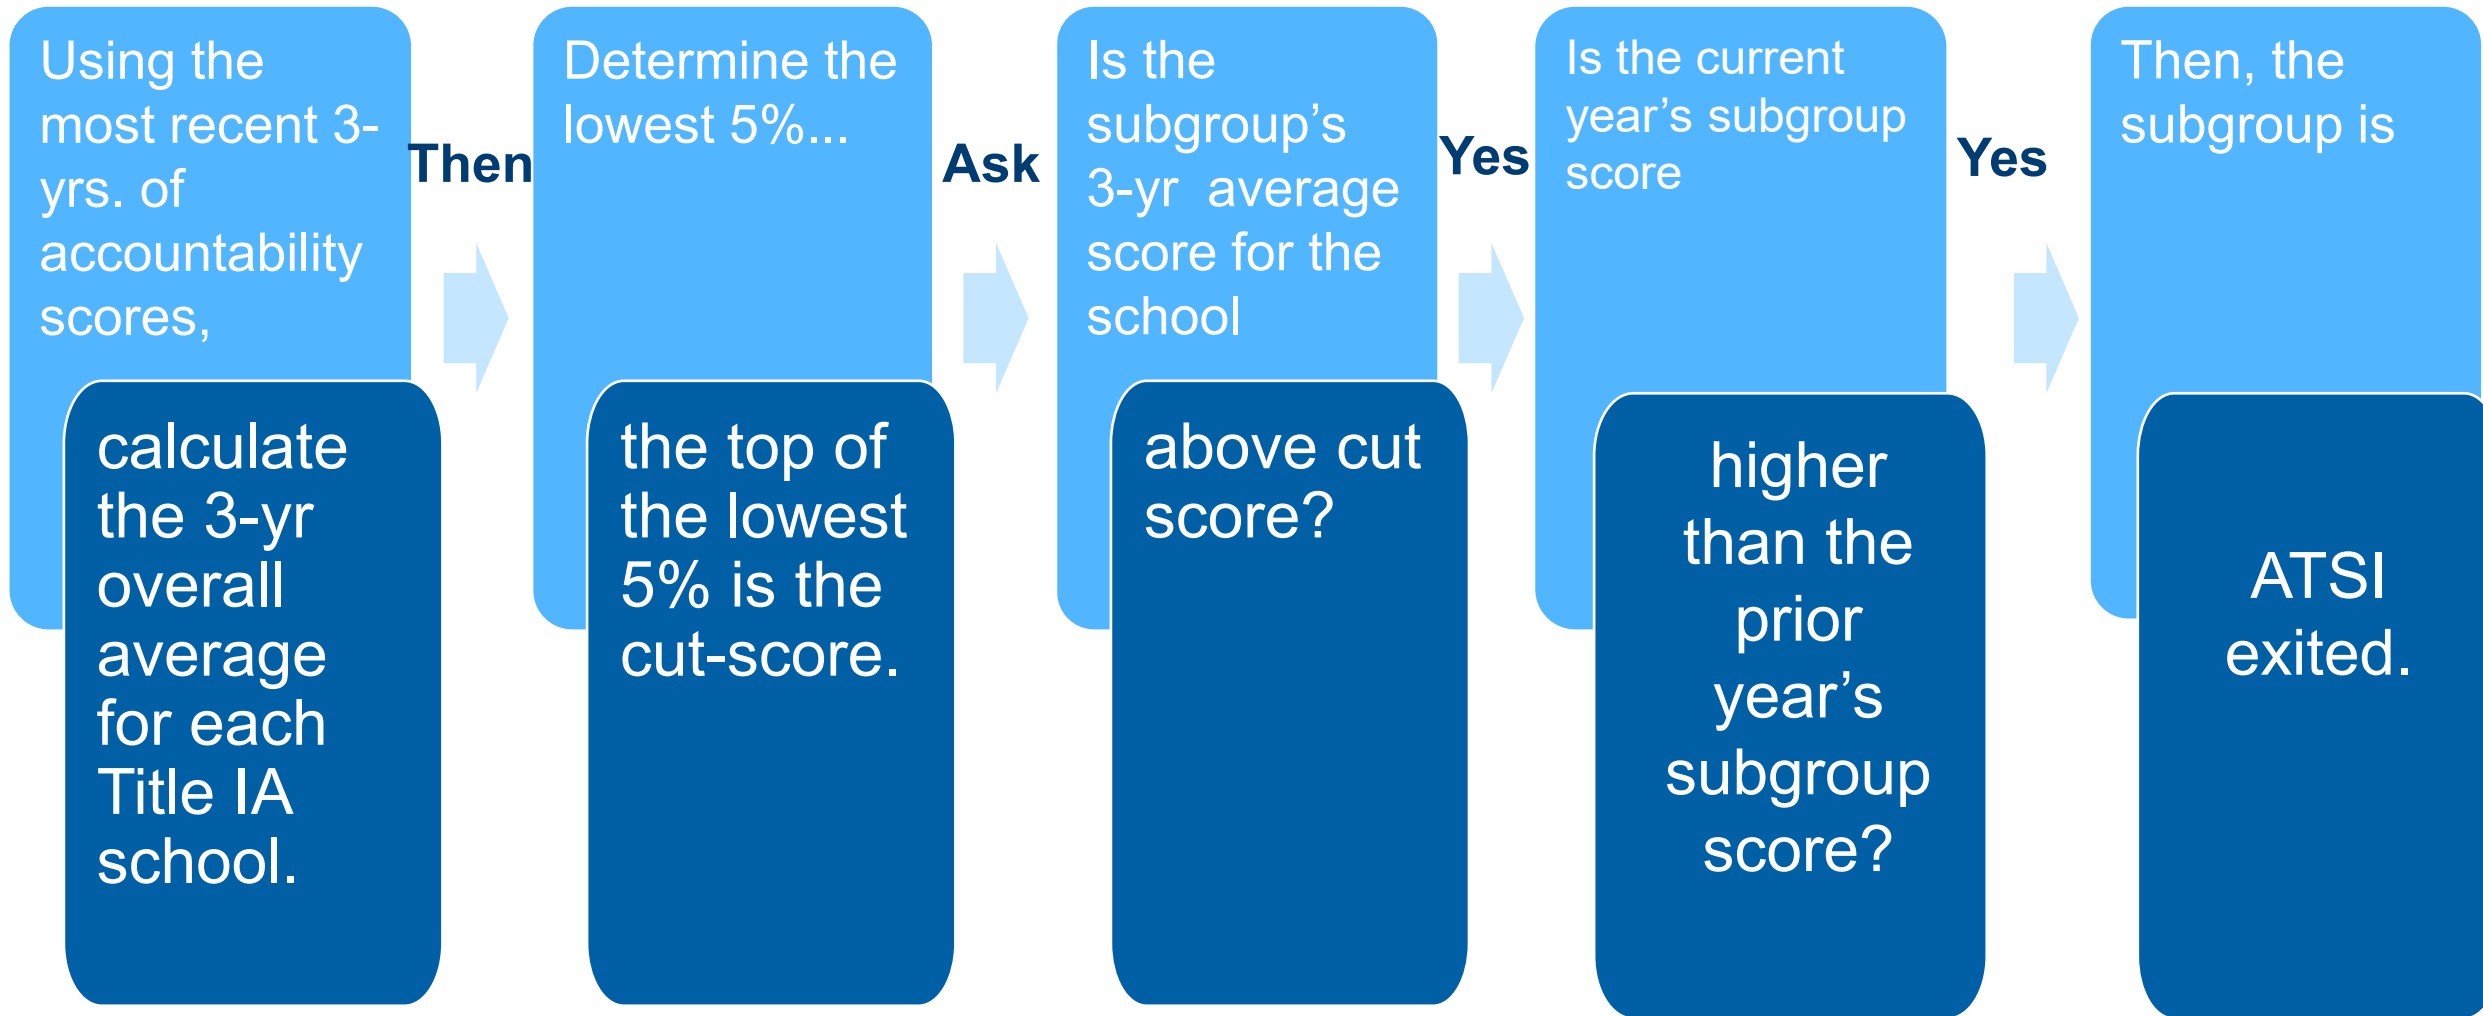 Using the
most recent 3-
yrs. of
accountability
scores,
calculate
the 3-yr
overall
average
for each
Title IA
school.
Then
Determine the
lowest 5%...
the top of
the lowest
5% is the
cut-score.
Ask
Is the
subgroup’s
3-yr  average
score for the
school
above cut
score?
Yes
Is the current
year’s subgroup
score
higher
than the
prior
year’s
subgroup
score?
Yes
Then, the
subgroup is
ATSI
exited.